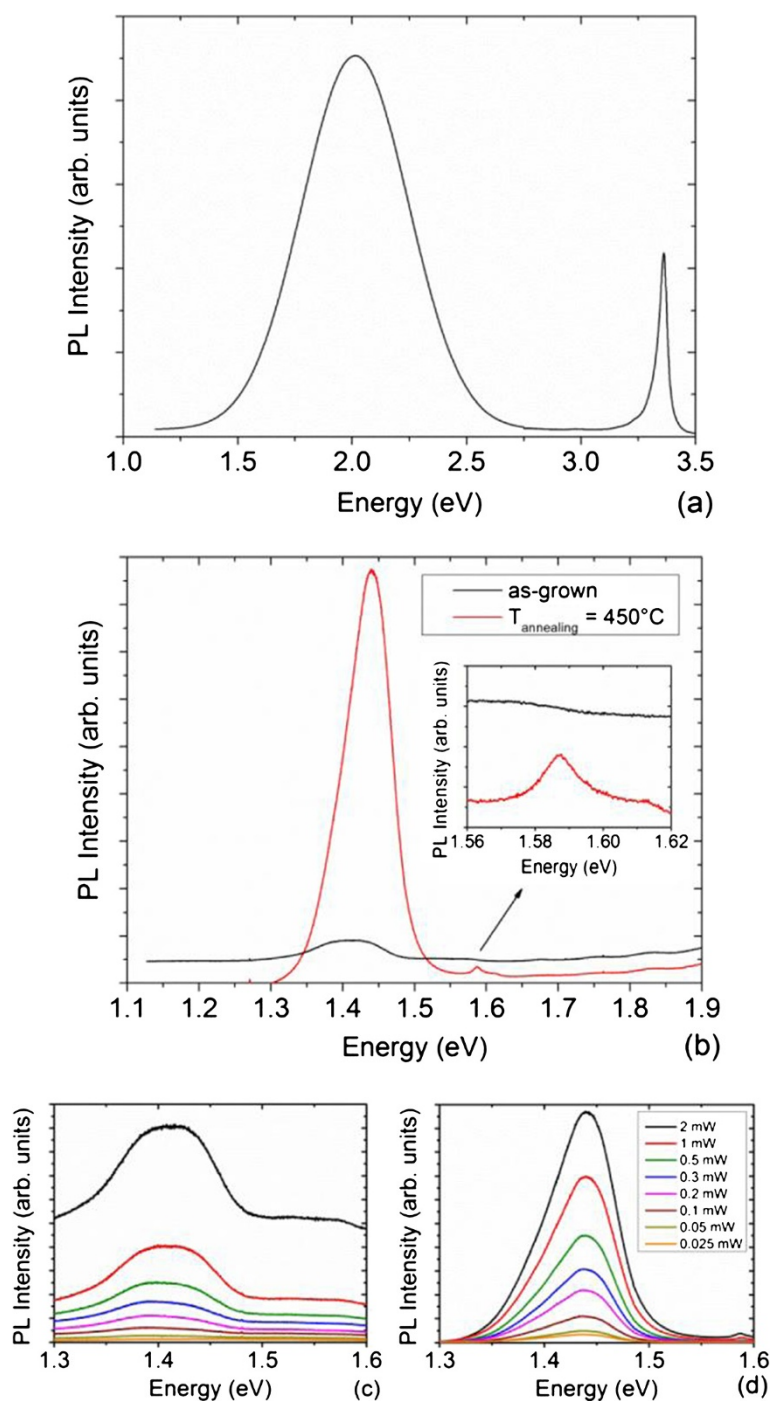 PL Intensity (arb. units)
1.0 1.5 2.0 2.5 3.0 3.5
Energy (eV)
(a)
PL Intensity (arb. units)
as-grown
Tannealing = 450°C
PL Intensity (arb. units)
1.56 1.58 1.60 1.62
Energy (eV)
1.1 1.2 1.3 1.4 1.5 1.6 1.7 1.8 1.9
Energy (eV)
(b)
PL Intensity (arb. units)
1.3 1.4 1.5 1.6
Energy (eV)
(c)
PL Intensity (arb. units)
2 mW
1 mW
0.5 mW
0.3 mW
0.2 mW
0.1 mW
0.05 mW
0.025 mW
1.3 1.4 1.5 1.6
Energy (eV)
(d)